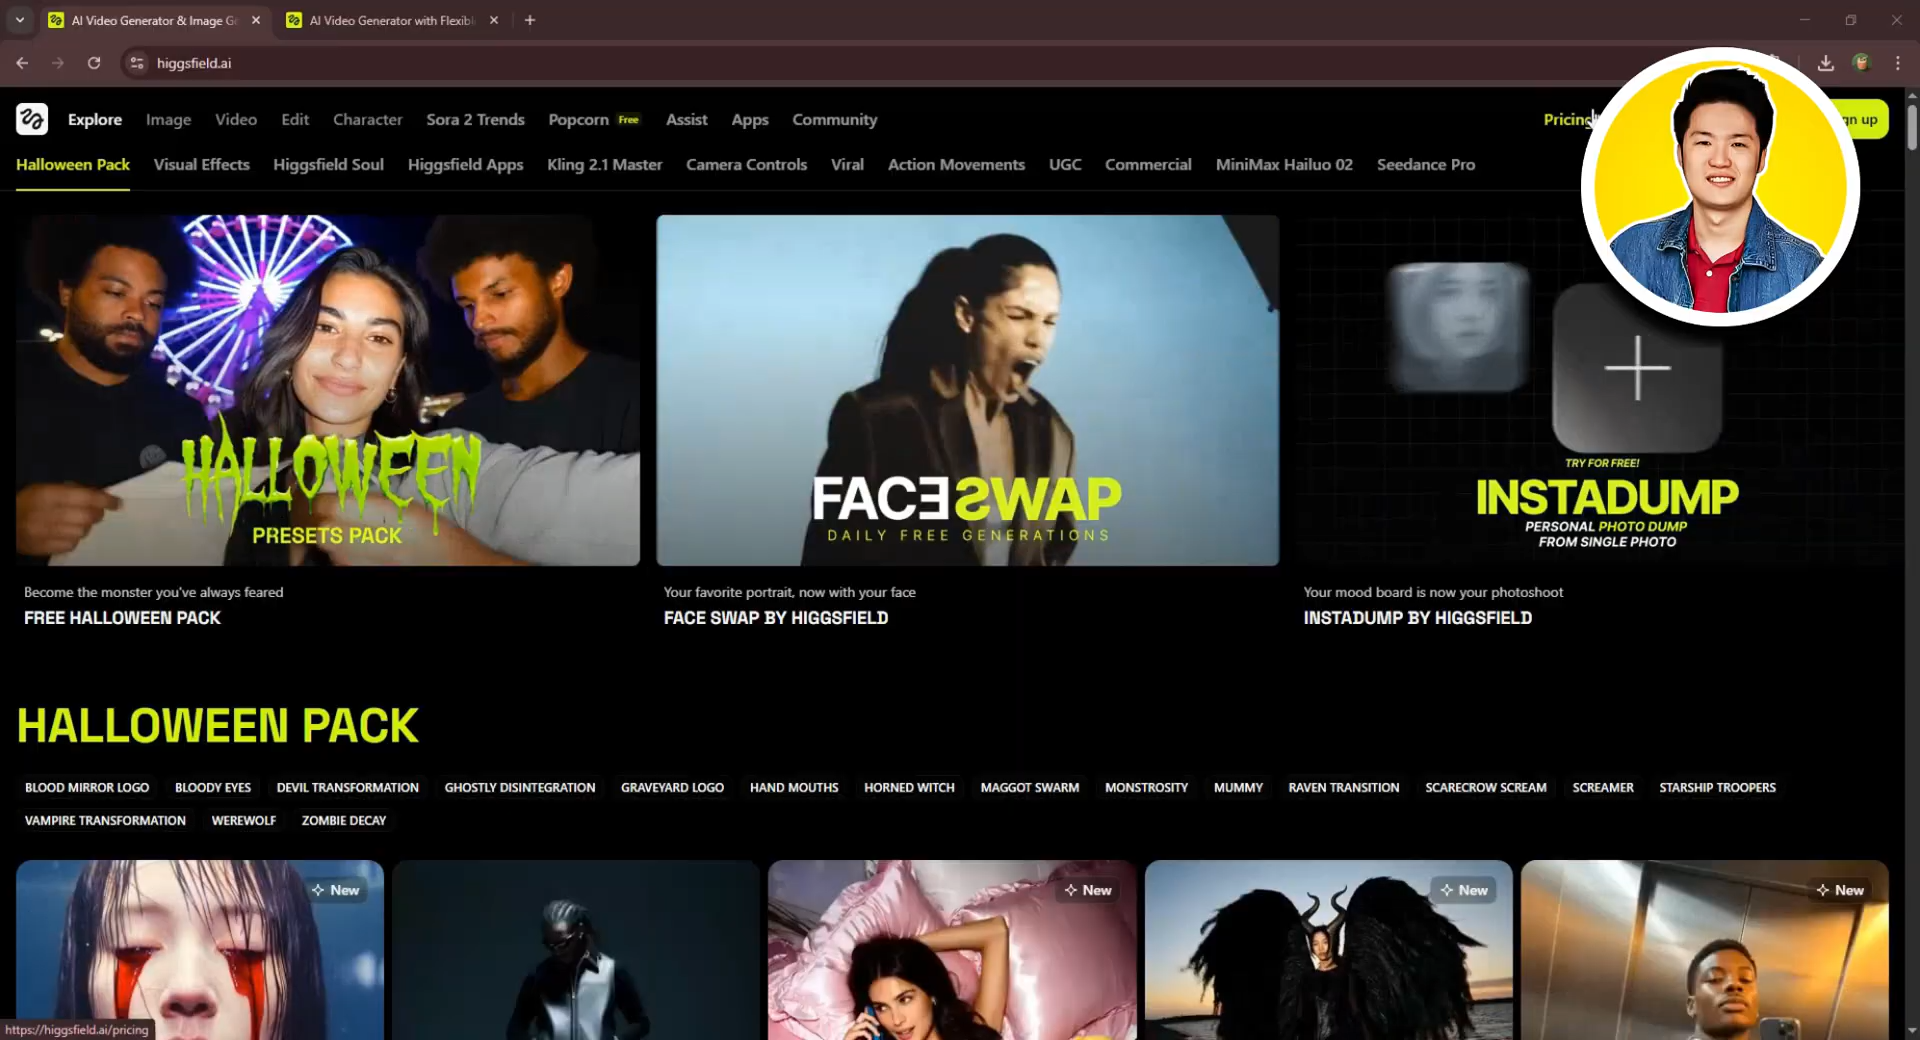 AI Video Generator & Image Ge
AI Video Generator with Flexib
higgsfield.ai
Explore Image Video Edit Character Sora 2 Trends Popcorn Free Assist Apps Community Pricing
Halloween Pack Visual Effects Higgsfield Soul Higgsfield Apps Kling 2.1 Master Camera Controls Viral Action Movements UGC Commercial MiniMax Hailuo 02 Seedance Pro
HALLOWEEN
PRESETS PACK
FACE SWAP
DAILY FREE GENERATIONS
TRY FOR FREE!
INSTADUMP
PERSONAL PHOTO DUMP
FROM SINGLE PHOTO
Become the monster you've always feared
FREE HALLOWEEN PACK
Your favorite portrait, now with your face
FACE SWAP BY HIGGSFIELD
Your mood board is now your photoshoot
INSTADUMP BY HIGGSFIELD
HALLOWEEN PACK
BLOOD MIRROR LOGO BLOODY EYES DEVIL TRANSFORMATION GHOSTLY DISINTEGRATION GRAVEYARD LOGO HAND MOUTHS HORNED WITCH MAGGOT SWARM MONSTROSITY MUMMY RAVEN TRANSITION SCARECROW SCREAM SCREAMER STARSHIP TROOPERS
VAMPIRE TRANSFORMATION WEREWOLF ZOMBIE DECAY
New
New
New
New
https://higgsfield.ai/pricing